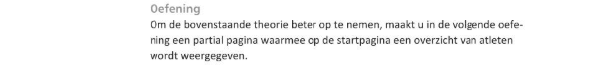 Oefening
Om de bovenstaande theorie beter op te nemen, maakt u in de volgende oefe-
ning een partial pagina waarmee op de startpagina een overzicht van atleten
wordt weergegeven.